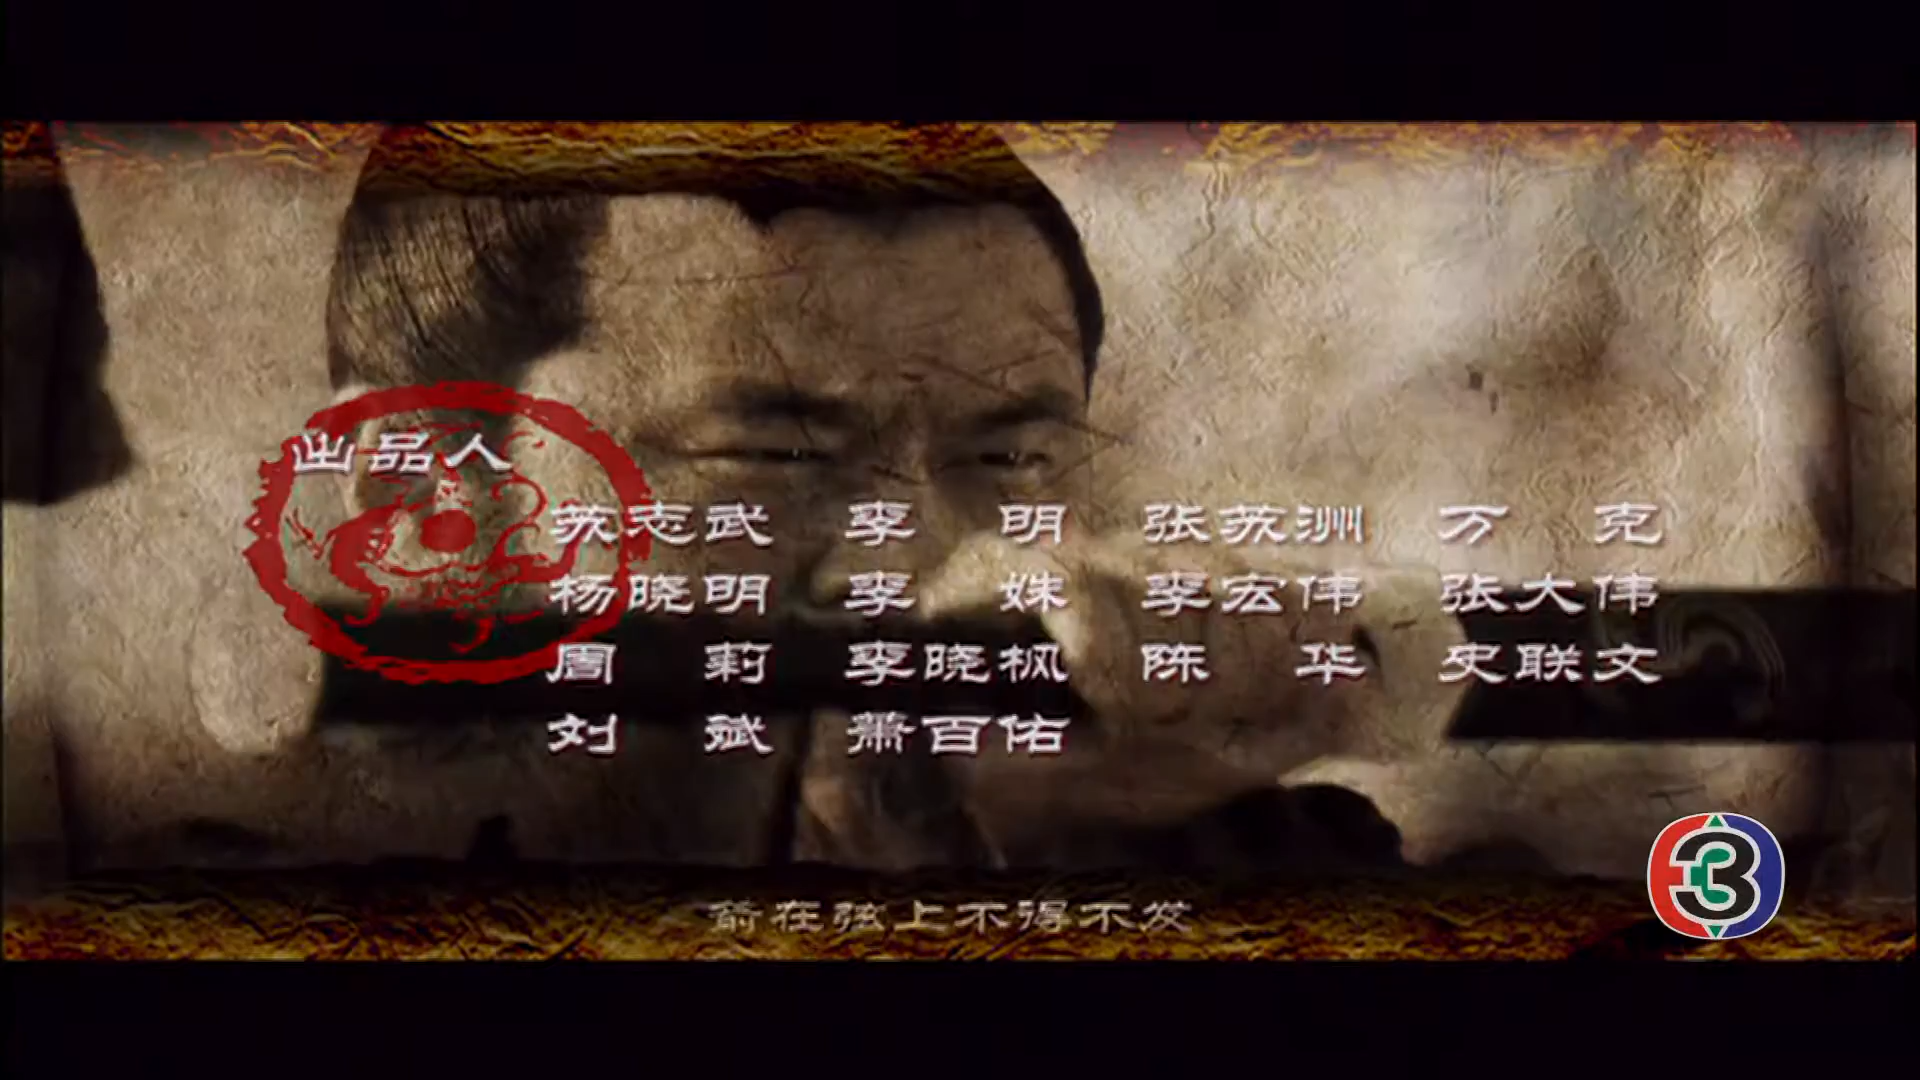 出品人
苏志武 李 明 张苏洲 万 克
杨晓明 李 姝 李宏伟 张大伟
周 莉 李晓枫 陈 华 史联文
刘 斌 萧百佑
箭在弦上不得不发
3